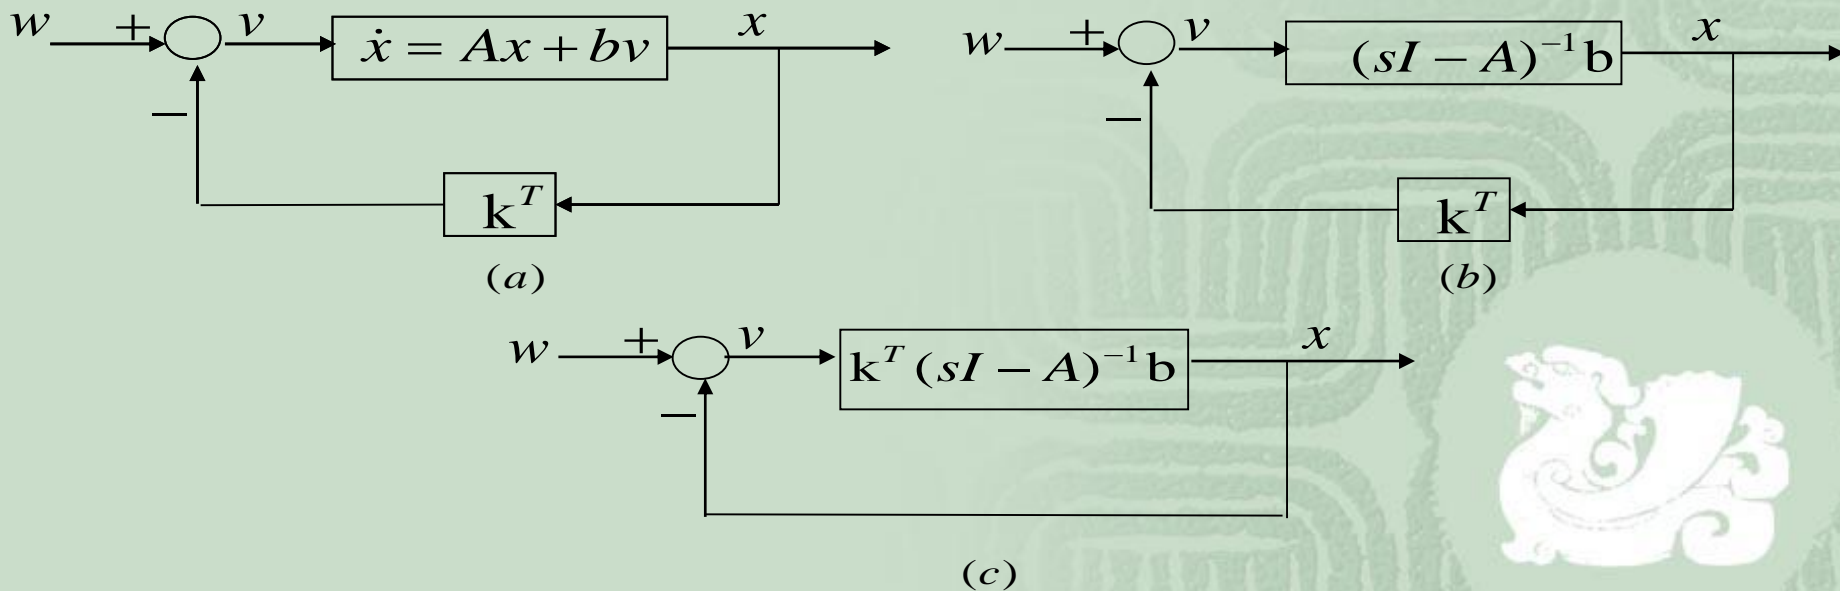 w + v ẋ = Ax + bv x
− k^T
(a)
w + v (sI − A)^−1 b x
− k^T
(b)
w + v k^T (sI − A)^−1 b x
−
(c)